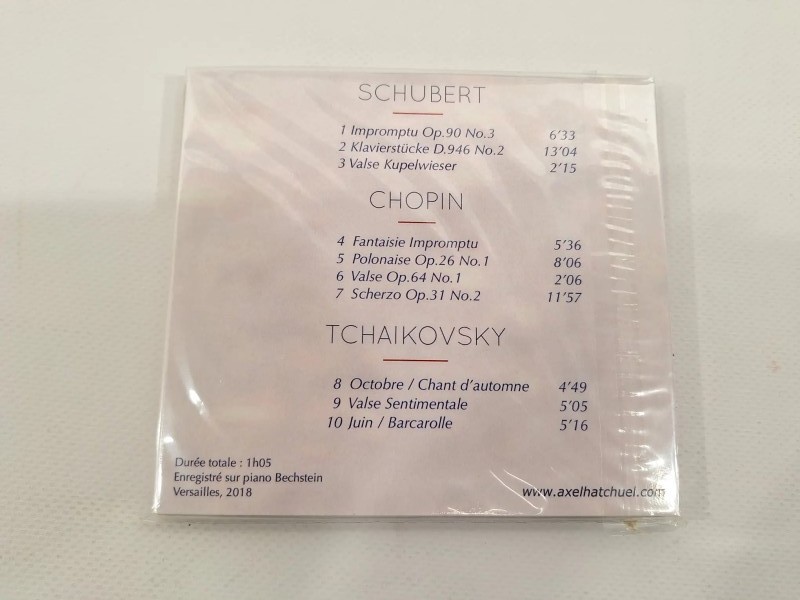 SCHUBERT
1 Impromptu Op.90 No.3 6'33
2 Klavierstücke D.946 No.2 13'04
3 Valse Kupelwieser 2'15
CHOPIN
4 Fantaisie Impromptu 5'36
5 Polonaise Op.26 No.1 8'06
6 Valse Op.64 No.1 2'06
7 Scherzo Op.31 No.2 11'57
TCHAIKOVSKY
8 Octobre / Chant d'automne 4'49
9 Valse Sentimentale 5'05
10 Juin / Barcarolle 5'16
Durée totale : 1h05
Enregistré sur piano Bechstein
Versailles, 2018
www.axelhatchuel.com